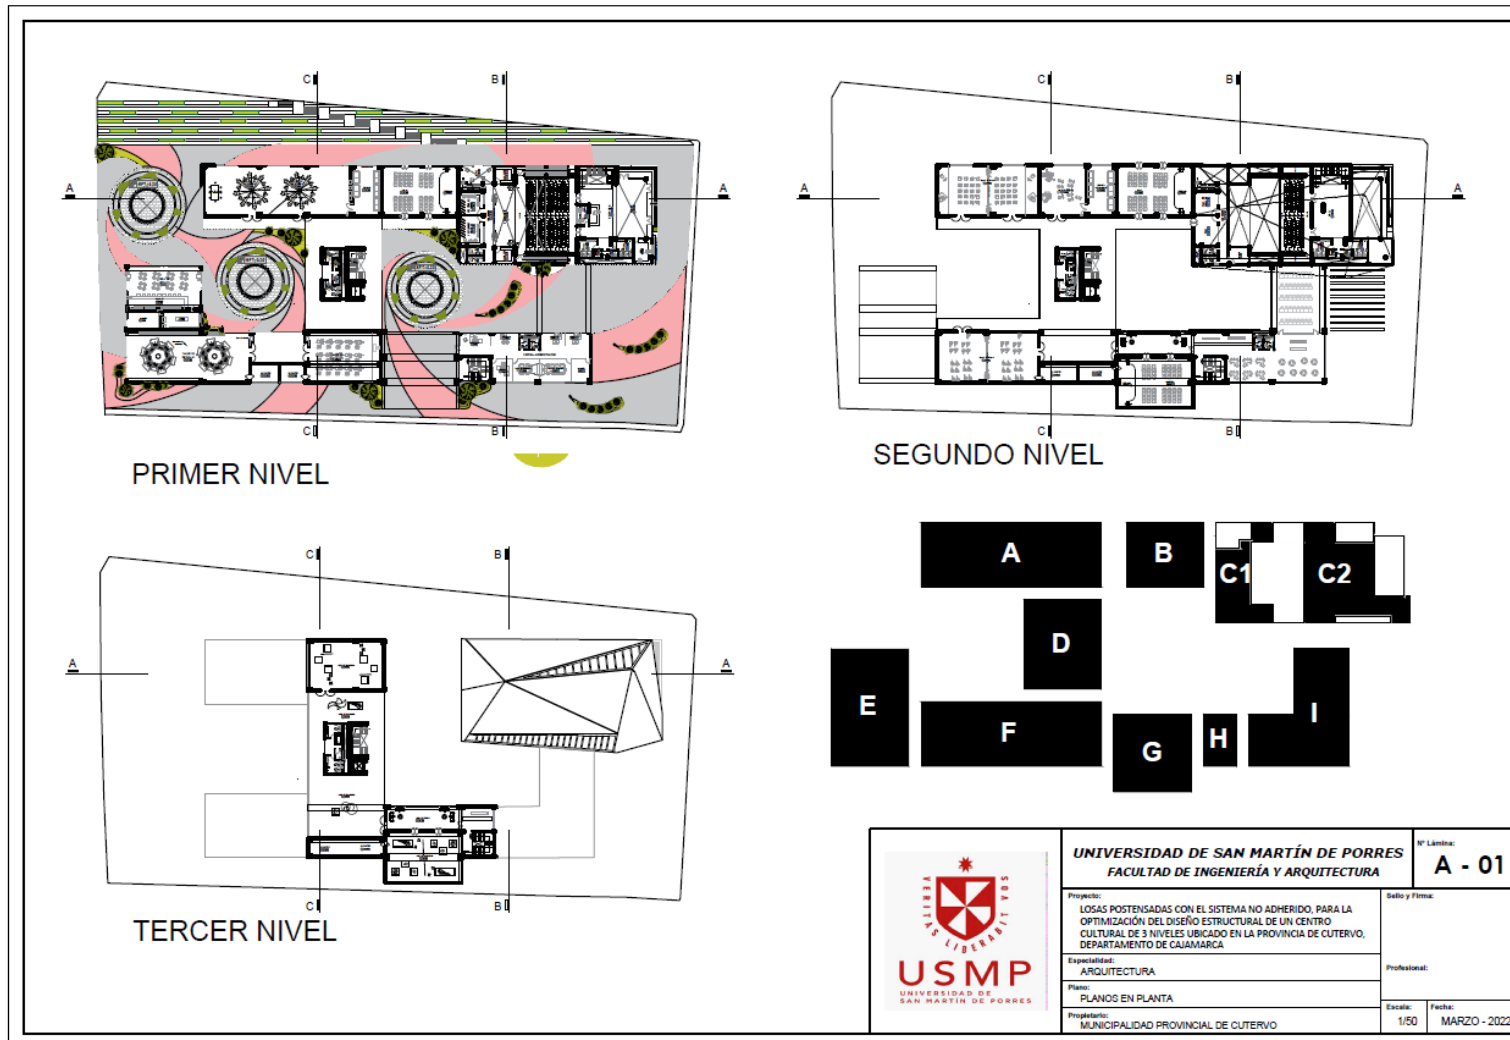 C
B
A
A
C
B
PRIMER NIVEL
C
B
A
A
C
B
SEGUNDO NIVEL
C
B
A
A
C
B
TERCER NIVEL
A
B
C1
C2
D
E
F
G
H
I
VERITAS LIBERABIT VOS
USMP
UNIVERSIDAD DE
SAN MARTÍN DE PORRES
UNIVERSIDAD DE SAN MARTÍN DE PORRES
FACULTAD DE INGENIERÍA Y ARQUITECTURA
N° Lámina:
A - 01
Proyecto:
LOSAS POSTENSADAS CON EL SISTEMA NO ADHERIDO, PARA LA
OPTIMIZACIÓN DEL DISEÑO ESTRUCTURAL DE UN CENTRO
CULTURAL DE 3 NIVELES UBICADO EN LA PROVINCIA DE CUTERVO,
DEPARTAMENTO DE CAJAMARCA
Sello y Firma:
Especialidad:
ARQUITECTURA
Profesional:
Plano:
PLANOS EN PLANTA
Propietario:
MUNICIPALIDAD PROVINCIAL DE CUTERVO
Escala:
1/50
Fecha:
MARZO - 2022